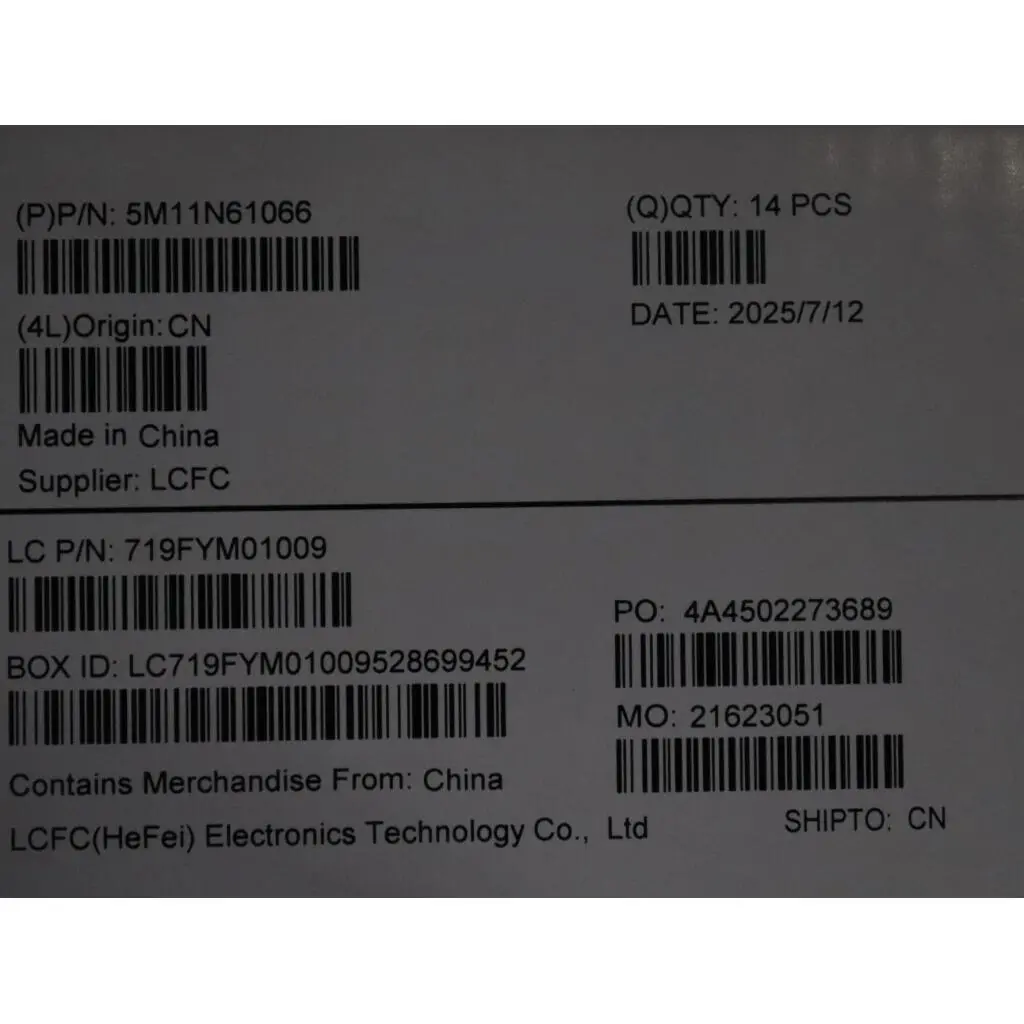 (P)P/N: 5M11N61066
(Q)QTY: 14 PCS
(4L)Origin: CN
DATE: 2025/7/12
Made in China
Supplier: LCFC
LC P/N: 719FYM01009
PO: 4A4502273689
BOX ID: LC719FYM01009528699452
MO: 21623051
Contains Merchandise From: China
LCFC(HeFei) Electronics Technology Co., Ltd
SHIPTO: CN